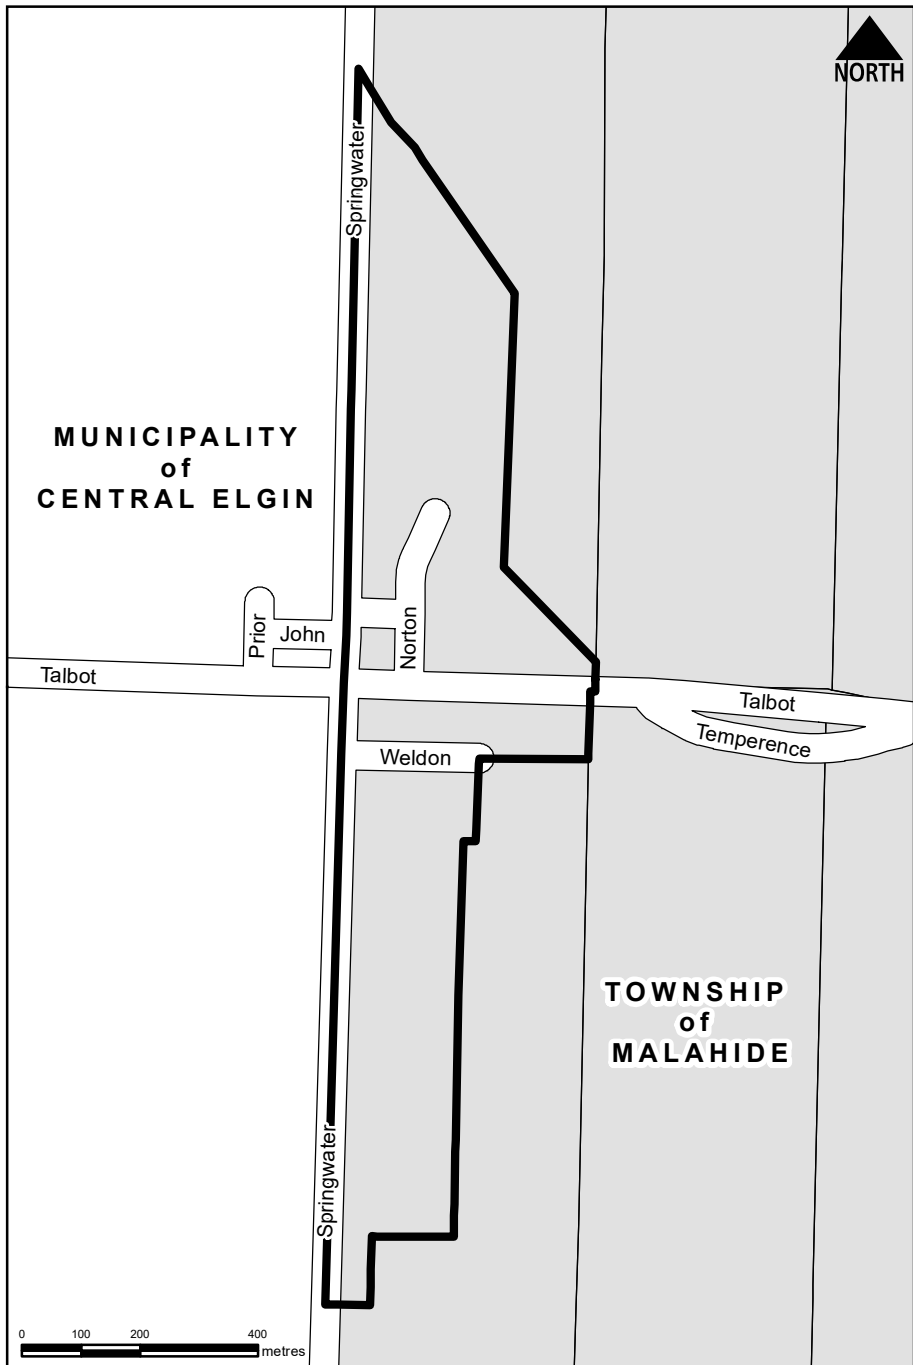 NORTH
Springwater
MUNICIPALITY
of
CENTRAL ELGIN
Prior
John
Norton
Talbot
Talbot
Temperence
Weldon
TOWNSHIP
of
MALAHIDE
Springwater
0 100 200 400
metres